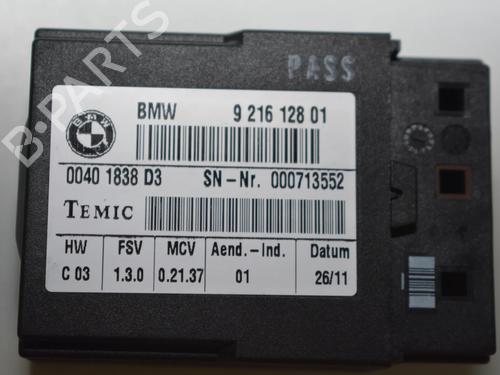 PASS
B-PARTS
BMW
BMW 9 216 128 01
0040 1838 D3 SN-Nr. 000713552
TEMIC
HW FSV MCV Aend.-Ind. Datum
C 03 1.3.0 0.21.37 01 26/11